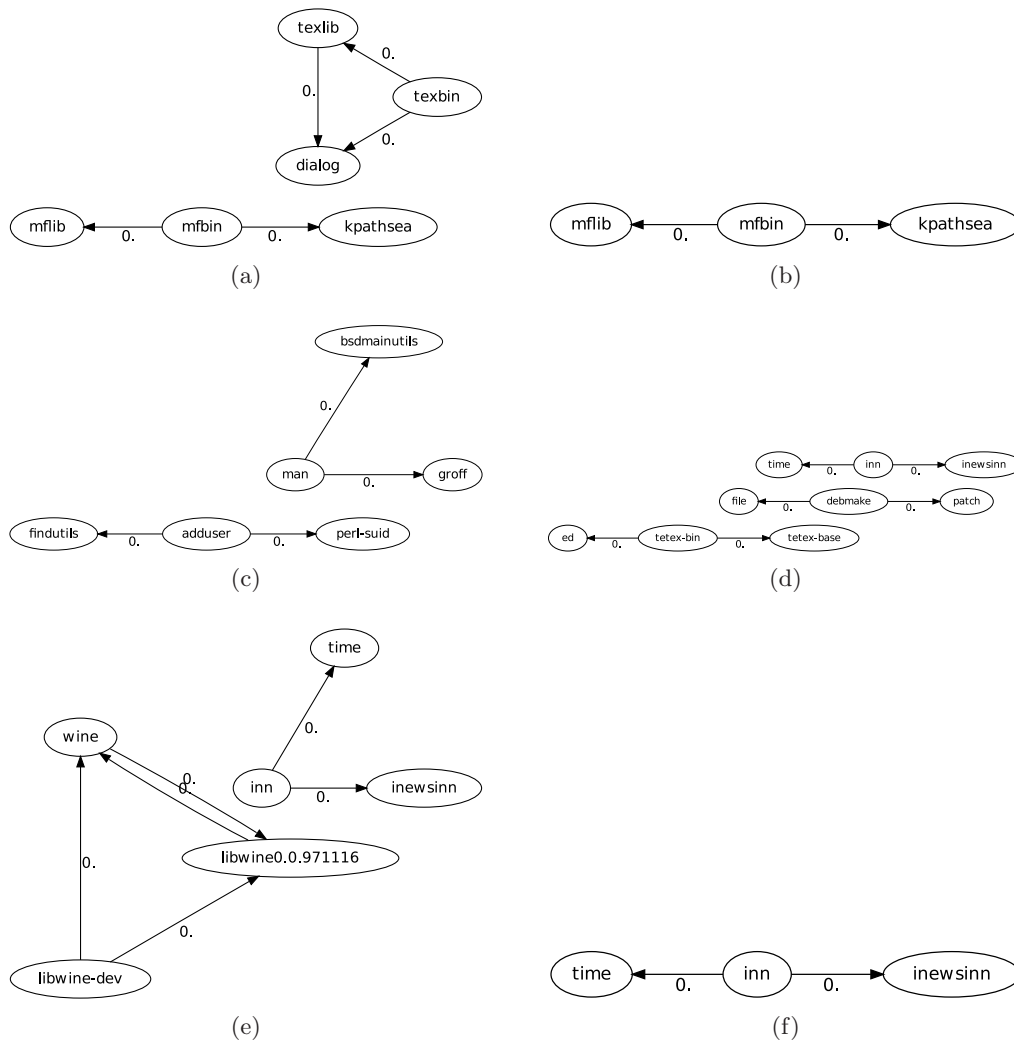 texlib
0.
0.
texbin
0.
dialog
mflib
0.
mfbin
0.
kpathsea
(a)
mflib
0.
mfbin
0.
kpathsea
(b)
bsdmainutils
0.
man
0.
groff
findutils
0.
adduser
0.
perl-suid
(c)
time
0.
inn
0.
inewsinn
file
0.
debmake
0.
patch
ed
0.
tetex-bin
0.
tetex-base
(d)
time
wine
0.
0.
0.
inn
0.
inewsinn
libwine0.0.971116
0.
0.
libwine-dev
(e)
time
0.
inn
0.
inewsinn
(f)